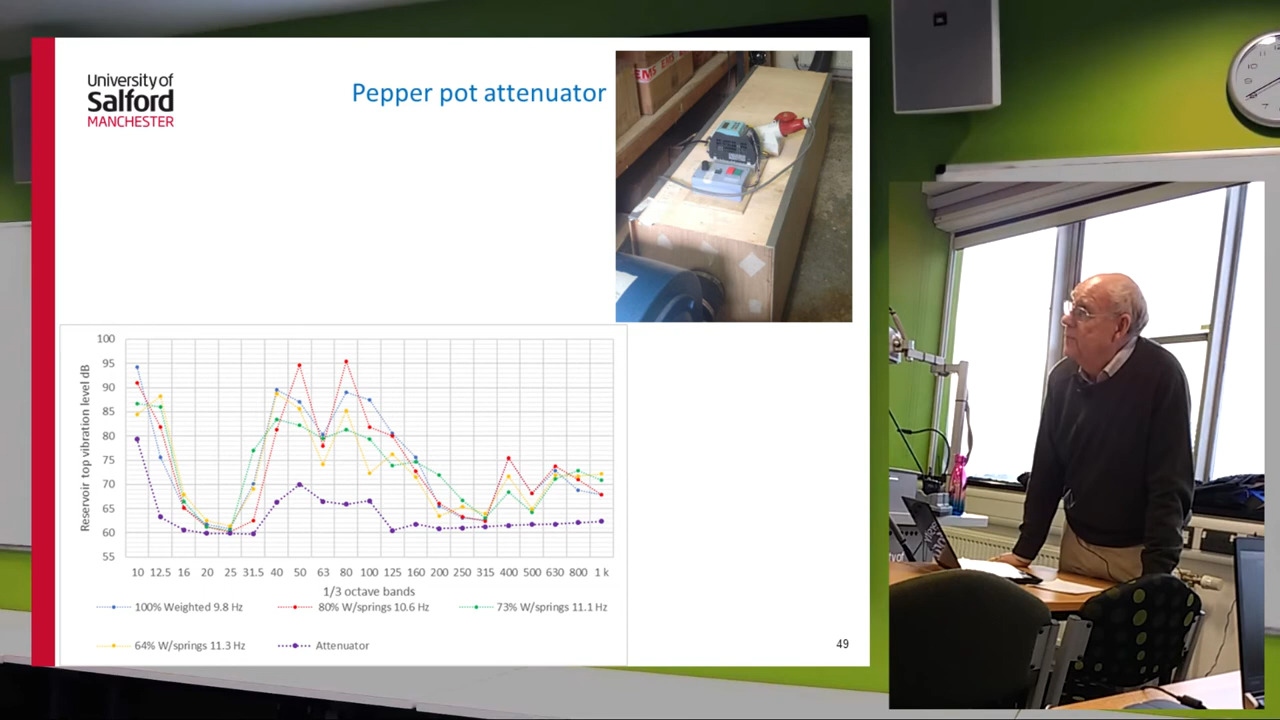 University of
Salford
MANCHESTER
Pepper pot attenuator
EMS
100
95
90
85
80
75
70
65
60
55
Reservoir top vibration level dB
10 12.5 16 20 25 31.5 40 50 63 80 100 125 160 200 250 315 400 500 630 800 1 k
1/3 octave bands
100% Weighted 9.8 Hz 80% W/springs 10.6 Hz 73% W/springs 11.1 Hz
64% W/springs 11.3 Hz Attenuator
49